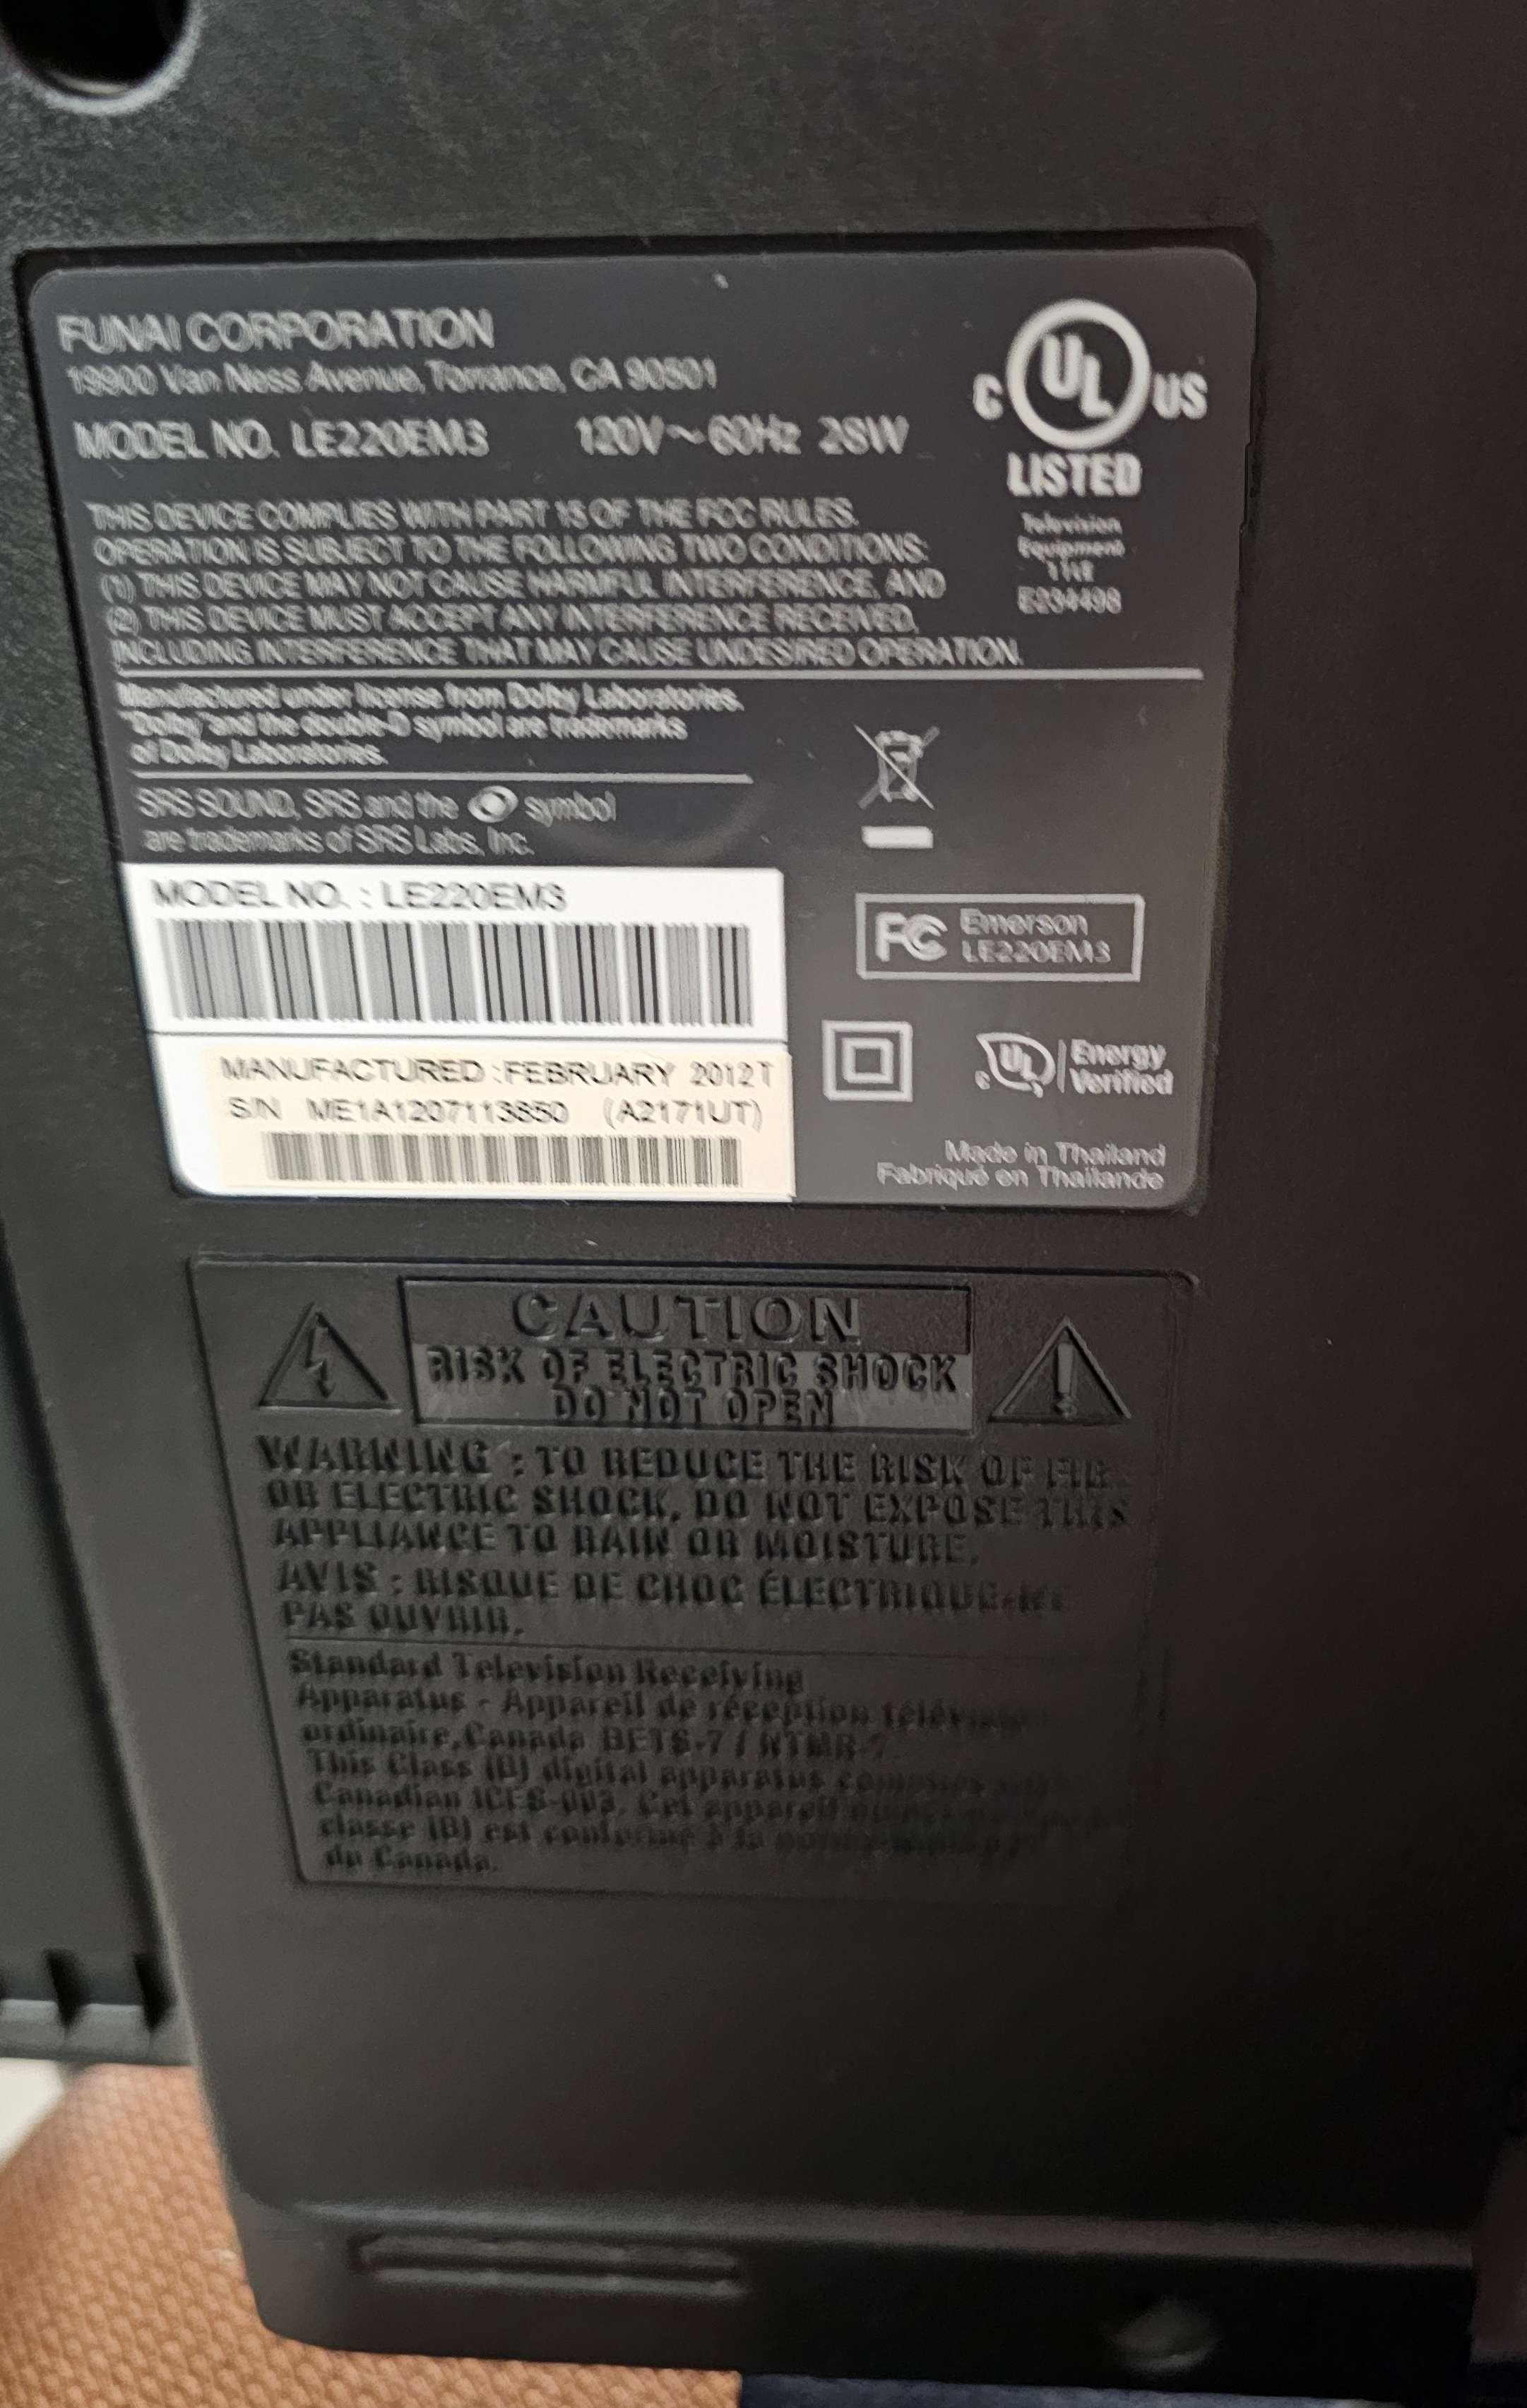 FUNAI CORPORATION
19900 Van Ness Avenue, Torrance, CA 90501
MODEL NO. LE220EM3 120V~60Hz 28W
C UL US
LISTED
Television
Equipment
E234498
THIS DEVICE COMPLIES WITH PART 15 OF THE FCC RULES.
OPERATION IS SUBJECT TO THE FOLLOWING TWO CONDITIONS:
(1) THIS DEVICE MAY NOT CAUSE HARMFUL INTERFERENCE, AND
(2) THIS DEVICE MUST ACCEPT ANY INTERFERENCE RECEIVED,
INCLUDING INTERFERENCE THAT MAY CAUSE UNDESIRED OPERATION.
Manufactured under license from Dolby Laboratories.
"Dolby" and the double-D symbol are trademarks
of Dolby Laboratories.
SRS SOUND, SRS and the symbol
are trademarks of SRS Labs, Inc.
MODEL NO. : LE220EM3
FC Emerson
LE220EM3
MANUFACTURED :FEBRUARY 2012T
S/N ME1A1207113850 (A2171UT)
C UL Energy
Verified
Made in Thailand
Fabriqué en Thaïlande
CAUTION
RISK OF ELECTRIC SHOCK
DO NOT OPEN
WARNING : TO REDUCE THE RISK OF FIRE
OR ELECTRIC SHOCK, DO NOT EXPOSE THIS
APPLIANCE TO RAIN OR MOISTURE.
AVIS : RISQUE DE CHOC ÉLECTRIQUE-NE
PAS OUVRIR.
Standard Television Receiving
Apparatus - Appareil de réception
ordinaire,Canada BETS-7 / NTMR-7
This Class (B) digital apparatus complies
Canadian ICES-003. Cet appareil
classe (B) est conforme à la
du Canada.